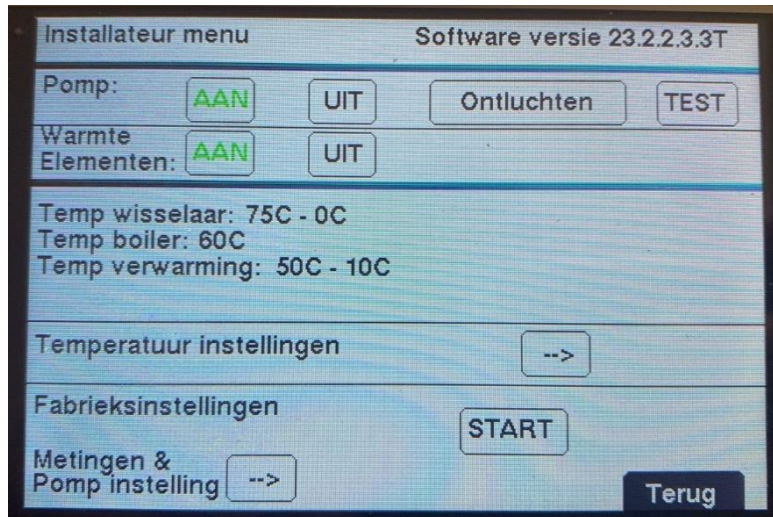 Installateur menu Software versie 23.2.2.3.3T
Pomp: AAN UIT Ontluchten TEST
Warmte
Elementen: AAN UIT
Temp wisselaar: 75C - 0C
Temp boiler: 60C
Temp verwarming: 50C - 10C
Temperatuur instellingen -->
Fabrieksinstellingen START
Metingen &
Pomp instelling -->
Terug